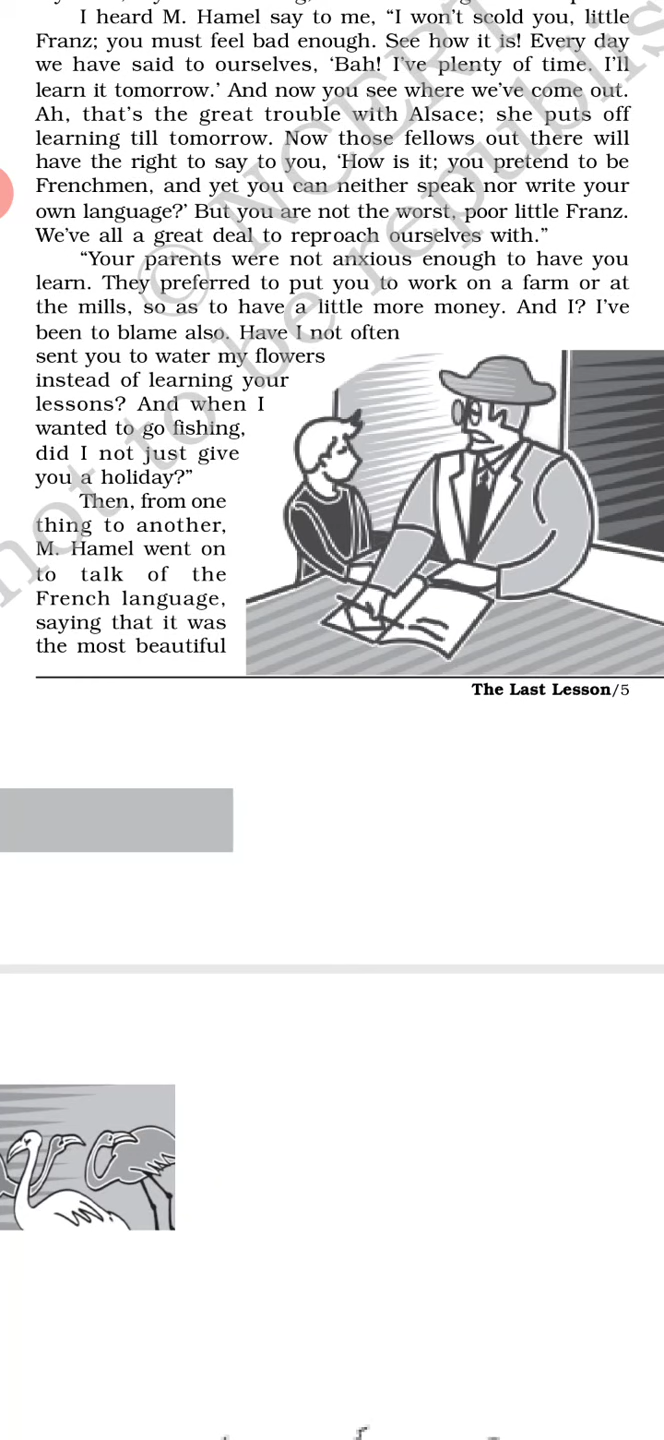 I heard M. Hamel say to me, “I won’t scold you, little
Franz; you must feel bad enough. See how it is! Every day
we have said to ourselves, ‘Bah! I’ve plenty of time. I’ll
learn it tomorrow.’ And now you see where we’ve come out.
Ah, that’s the great trouble with Alsace; she puts off
learning till tomorrow. Now those fellows out there will
have the right to say to you, ‘How is it; you pretend to be
Frenchmen, and yet you can neither speak nor write your
own language?’ But you are not the worst, poor little Franz.
We’ve all a great deal to reproach ourselves with.”
“Your parents were not anxious enough to have you
learn. They preferred to put you to work on a farm or at
the mills, so as to have a little more money. And I? I’ve
been to blame also. Have I not often
sent you to water my flowers
instead of learning your
lessons? And when I
wanted to go fishing,
did I not just give
you a holiday?”
Then, from one
thing to another,
M. Hamel went on
to talk of the
French language,
saying that it was
the most beautiful
The Last Lesson/5
© NCERT
not to be republis